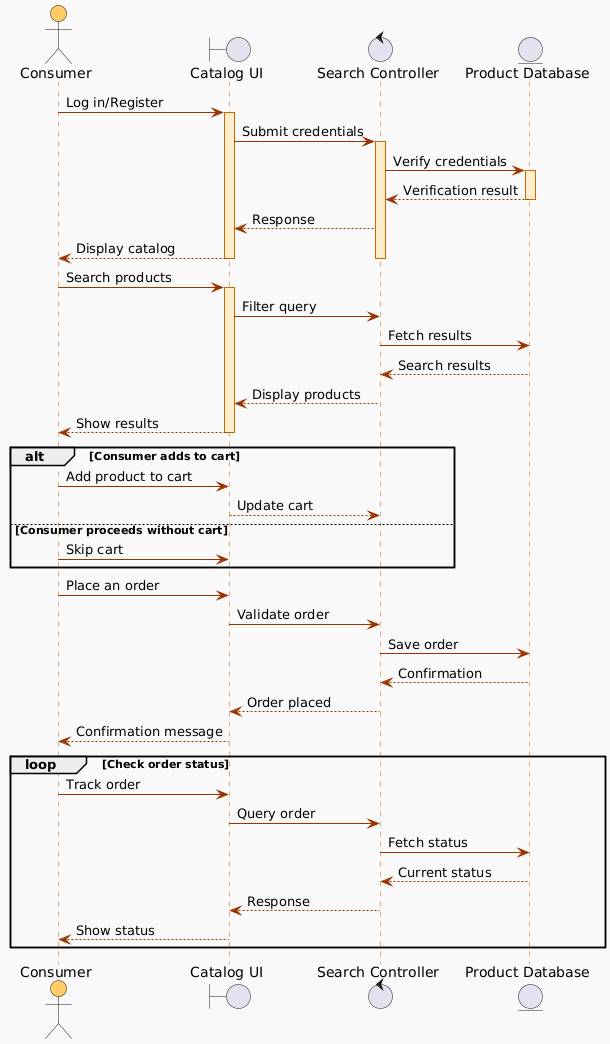 Consumer
Catalog UI
Search Controller
Product Database
Log in/Register
Submit credentials
Verify credentials
Verification result
Response
Display catalog
Search products
Filter query
Fetch results
Search results
Display products
Show results
alt [Consumer adds to cart]
Add product to cart
Update cart
[Consumer proceeds without cart]
Skip cart
Place an order
Validate order
Save order
Confirmation
Order placed
Confirmation message
loop [Check order status]
Track order
Query order
Fetch status
Current status
Response
Show status
Consumer
Catalog UI
Search Controller
Product Database